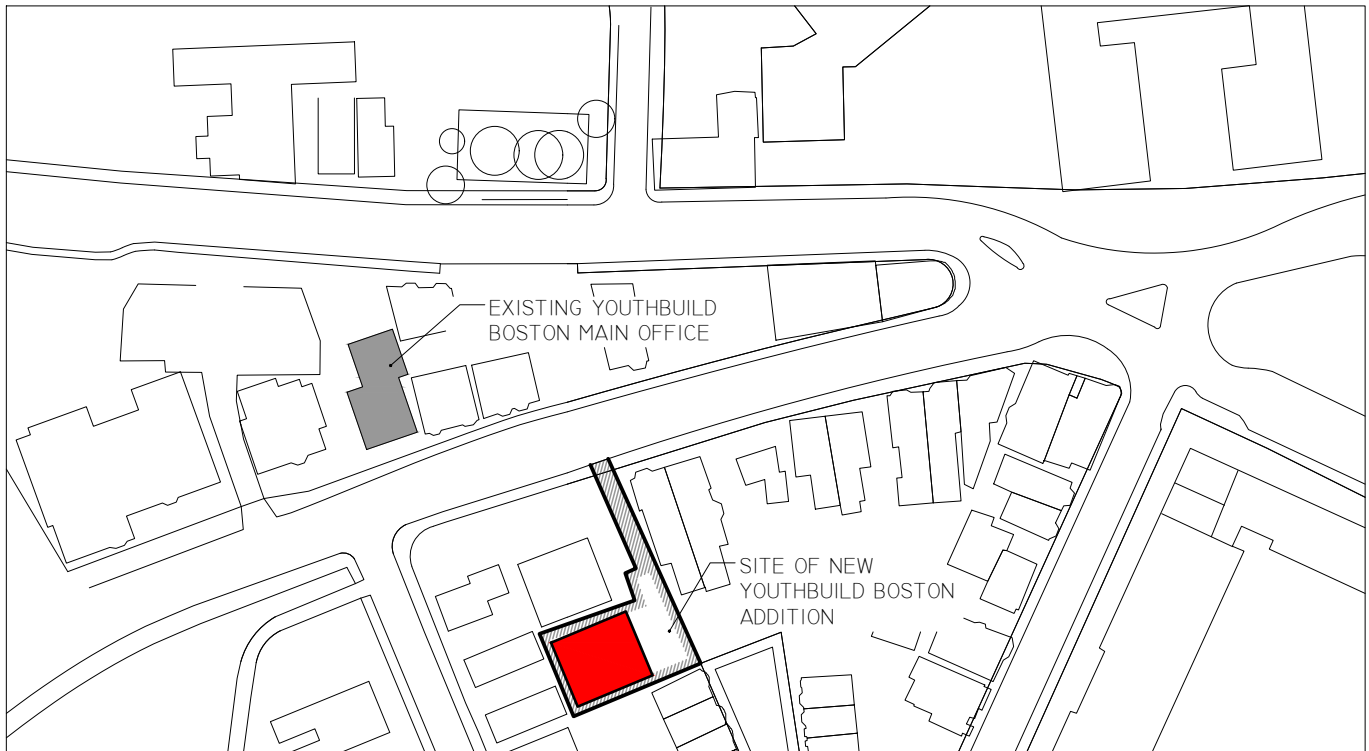 EXISTING YOUTHBUILD
BOSTON MAIN OFFICE
SITE OF NEW
YOUTHBUILD BOSTON
ADDITION